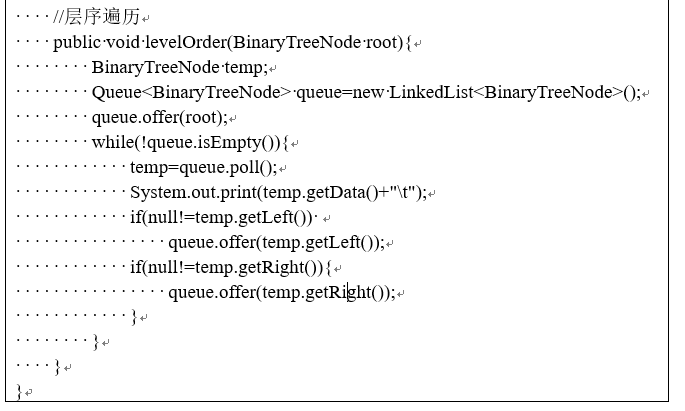 //层序遍历
public void levelOrder(BinaryTreeNode root){
BinaryTreeNode temp;
Queue<BinaryTreeNode> queue=new LinkedList<BinaryTreeNode>();
queue.offer(root);
while(!queue.isEmpty()){
temp=queue.poll();
System.out.print(temp.getData()+"\t");
if(null!=temp.getLeft())
queue.offer(temp.getLeft());
if(null!=temp.getRight()){
queue.offer(temp.getRight());
}
}
}
}